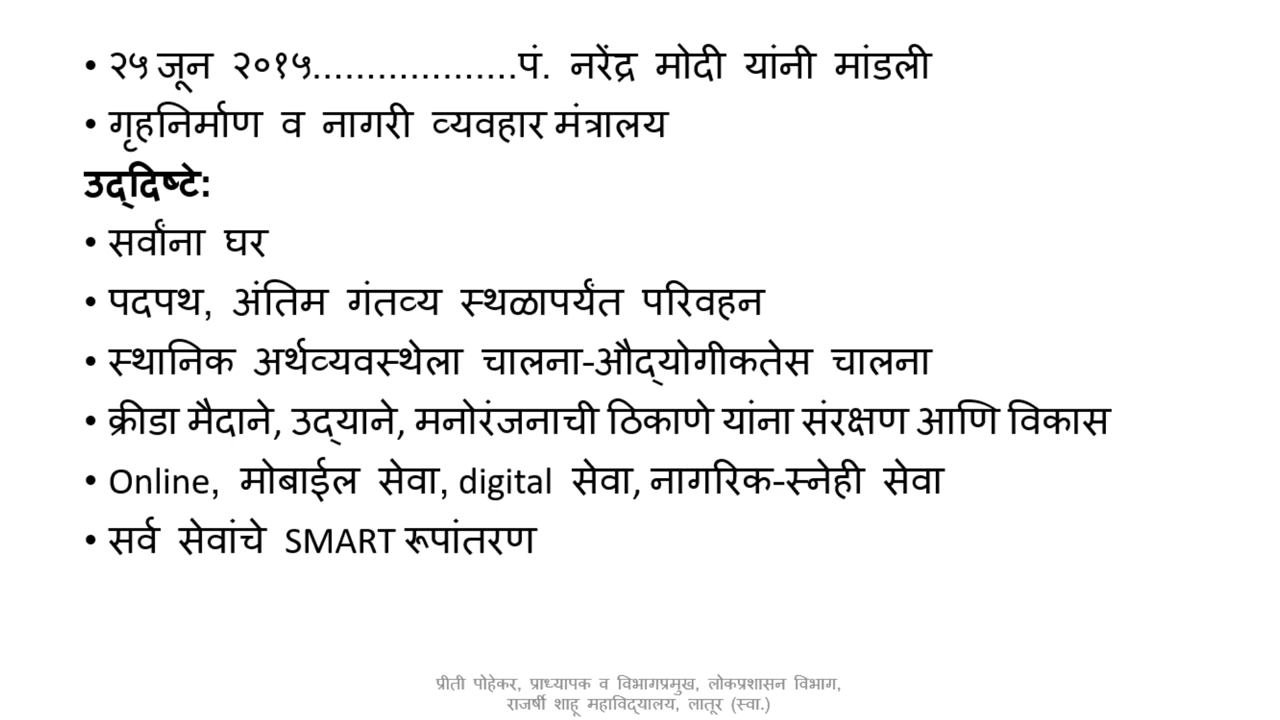 • २५ जून २०१५...................पं. नरेंद्र मोदी यांनी मांडली
• गृहनिर्माण व नागरी व्यवहार मंत्रालय
उद्दिष्टे:
• सर्वांना घर
• पदपथ, अंतिम गंतव्य स्थळापर्यंत परिवहन
• स्थानिक अर्थव्यवस्थेला चालना-औद्योगीकतेस चालना
• क्रीडा मैदाने, उद्याने, मनोरंजनाची ठिकाणे यांना संरक्षण आणि विकास
• Online, मोबाईल सेवा, digital सेवा, नागरिक-स्नेही सेवा
• सर्व सेवांचे SMART रूपांतरण
प्रीती पोहेकर, प्राध्यापक व विभागप्रमुख, लोकप्रशासन विभाग,
राजर्षी शाहू महाविद्यालय, लातूर (स्वा.)